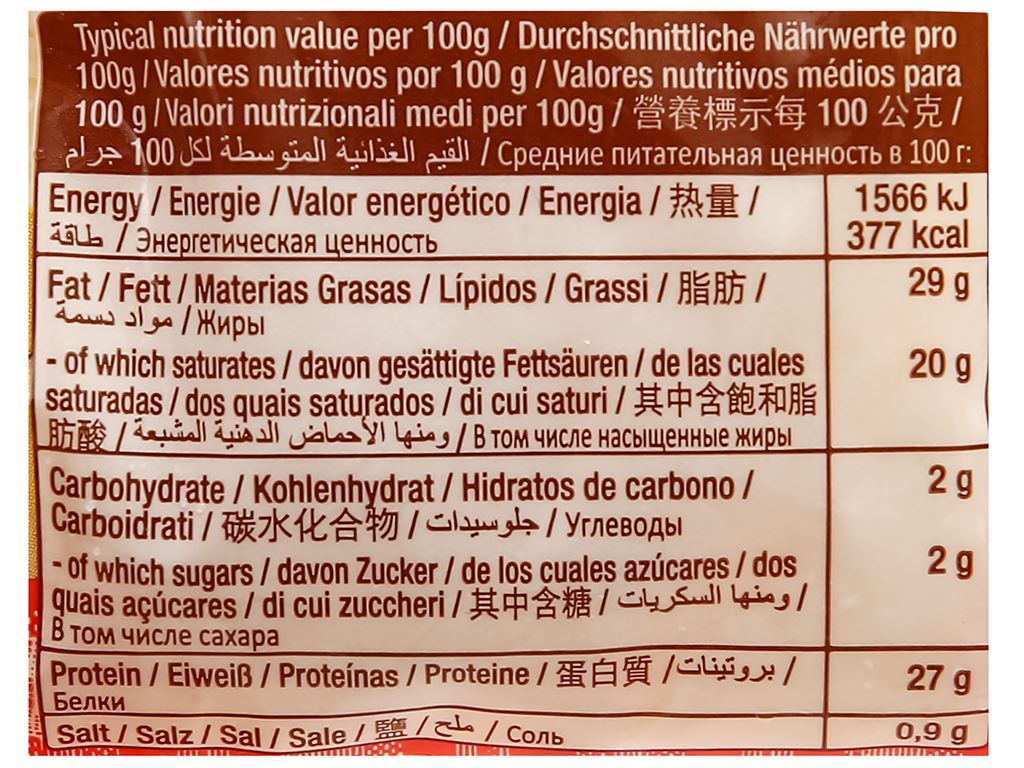 Typical nutrition value per 100g / Durchschnittliche Nährwerte pro
100g / Valores nutritivos por 100 g / Valores nutritivos médios para
100 g / Valori nutrizionali medi per 100g / 營養標示每 100 公克 /
القيم الغذائية المتوسطة لكل 100 جرام / Средние питательная ценность в 100 г:
Energy / Energie / Valor energético / Energia / 热量 / 1566 kJ
طاقة / Энергетическая ценность 377 kcal
Fat / Fett / Materias Grasas / Lípidos / Grassi / 脂肪 / 29 g
مواد دسمة / Жиры
- of which saturates / davon gesättigte Fettsäuren / de las cuales 20 g
saturadas / dos quais saturados / di cui saturi / 其中含飽和脂
肪酸 / ومنها الأحماض الدهنية المشبعة / В том числе насыщенные жиры
Carbohydrate / Kohlenhydrat / Hidratos de carbono / 2 g
Carboidrati / 碳水化合物 / جلوسيدات / Углеводы
- of which sugars / davon Zucker / de los cuales azúcares / dos 2 g
quais açúcares / di cui zuccheri / 其中含糖 / ومنها السكريات /
В том числе сахара
Protein / Eiweiß / Proteínas / Proteine / 蛋白質 / بروتينات / 27 g
Белки
Salt / Salz / Sal / Sale / 鹽 / ملح / Соль 0,9 g